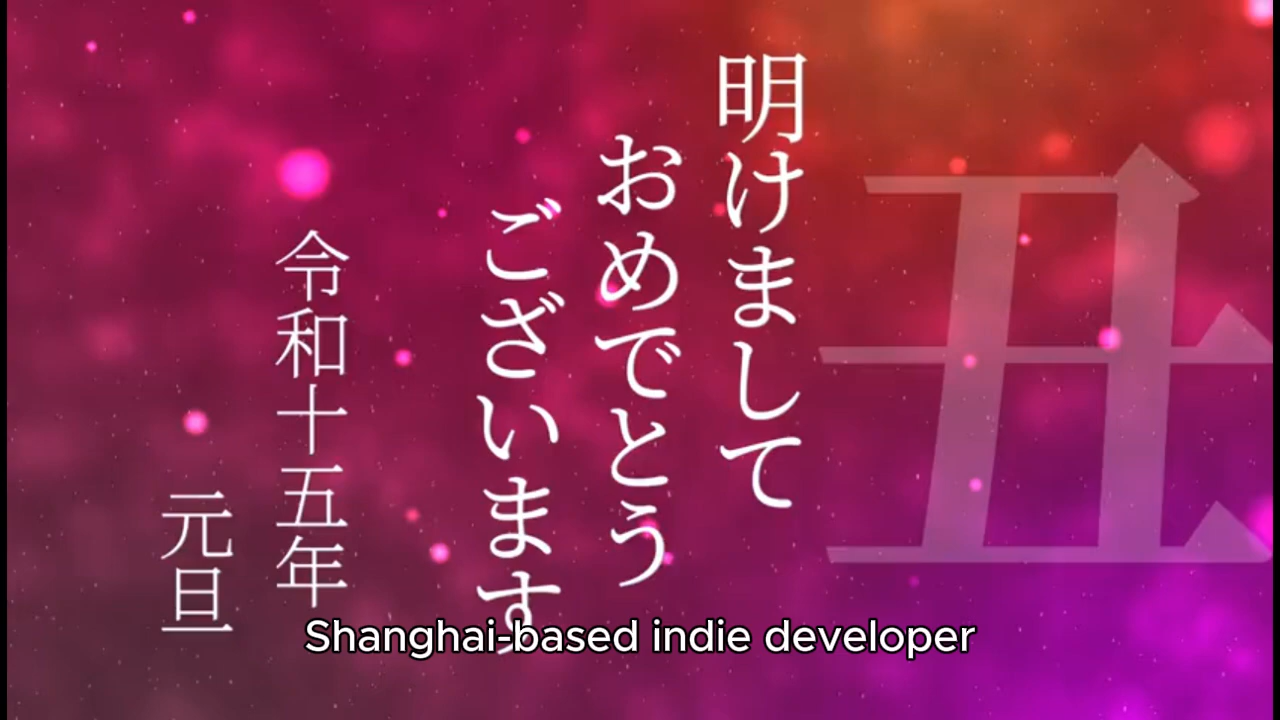 丑
明けまして
おめでとう
ございます
令和十五年
元旦
Shanghai-based indie developer